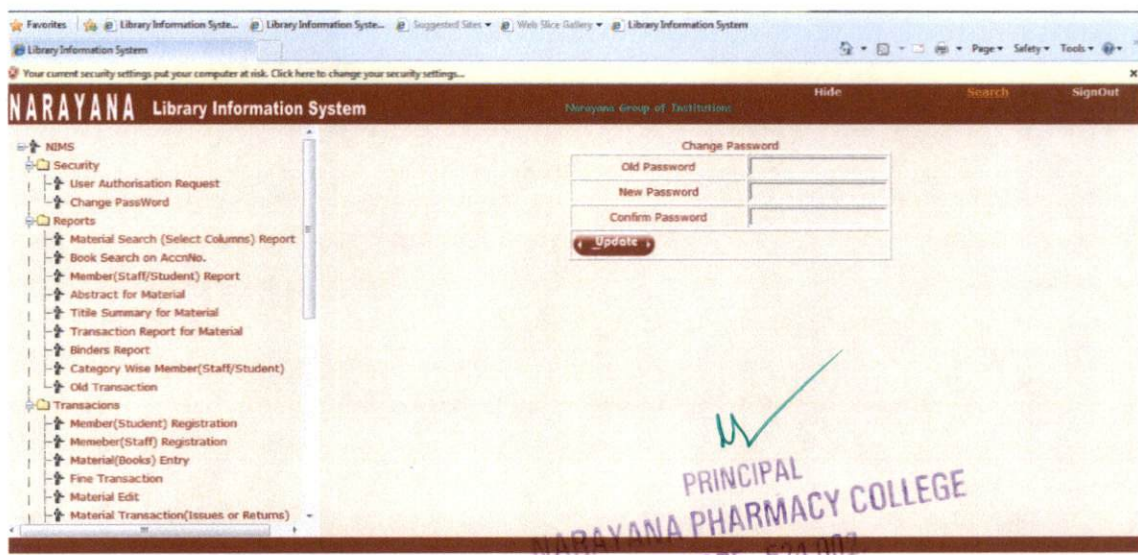 Favorites Library Information Syste... Library Information Syste... Suggested Sites Web Slice Gallery Library Information System
Library Information System Page Safety Tools
Your current security settings put your computer at risk. Click here to change your security settings... x
NARAYANA Library Information System Narayana Group of Institutions Hide Search SignOut
NIMS
Security
User Authorisation Request
Change PassWord
Reports
Material Search (Select Columns) Report
Book Search on AccnNo.
Member(Staff/Student) Report
Abstract for Material
Titile Summary for Material
Transaction Report for Material
Binders Report
Category Wise Member(Staff/Student)
Old Transaction
Transacions
Member(Student) Registration
Memeber(Staff) Registration
Material(Books) Entry
Fine Transaction
Material Edit
Material Transaction(Issues or Returns)
Change Password
Old Password
New Password
Confirm Password
Update
PRINCIPAL
NARAYANA PHARMACY COLLEGE
524 002